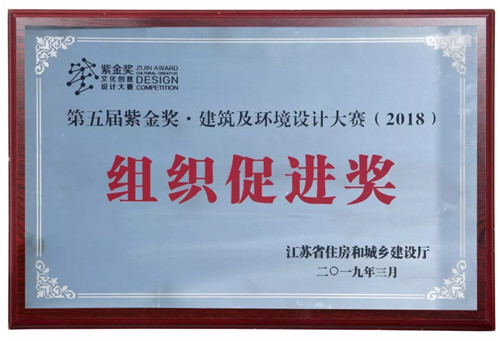 紫金奖
文化创意
设计大赛
ZIJIN AWARD
CULTURAL CREATIVE
DESIGN
COMPETITION
第五届紫金奖·建筑及环境设计大赛（2018）
组织促进奖
江苏省住房和城乡建设厅
二〇一九年三月